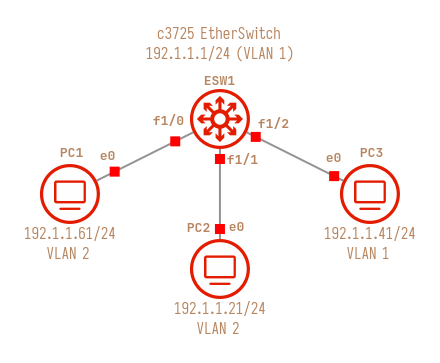 c3725 EtherSwitch
192.1.1.1/24 (VLAN 1)
ESW1
f1/0
f1/2
f1/1
PC1
e0
PC3
e0
192.1.1.61/24
VLAN 2
PC2
e0
192.1.1.41/24
VLAN 1
192.1.1.21/24
VLAN 2